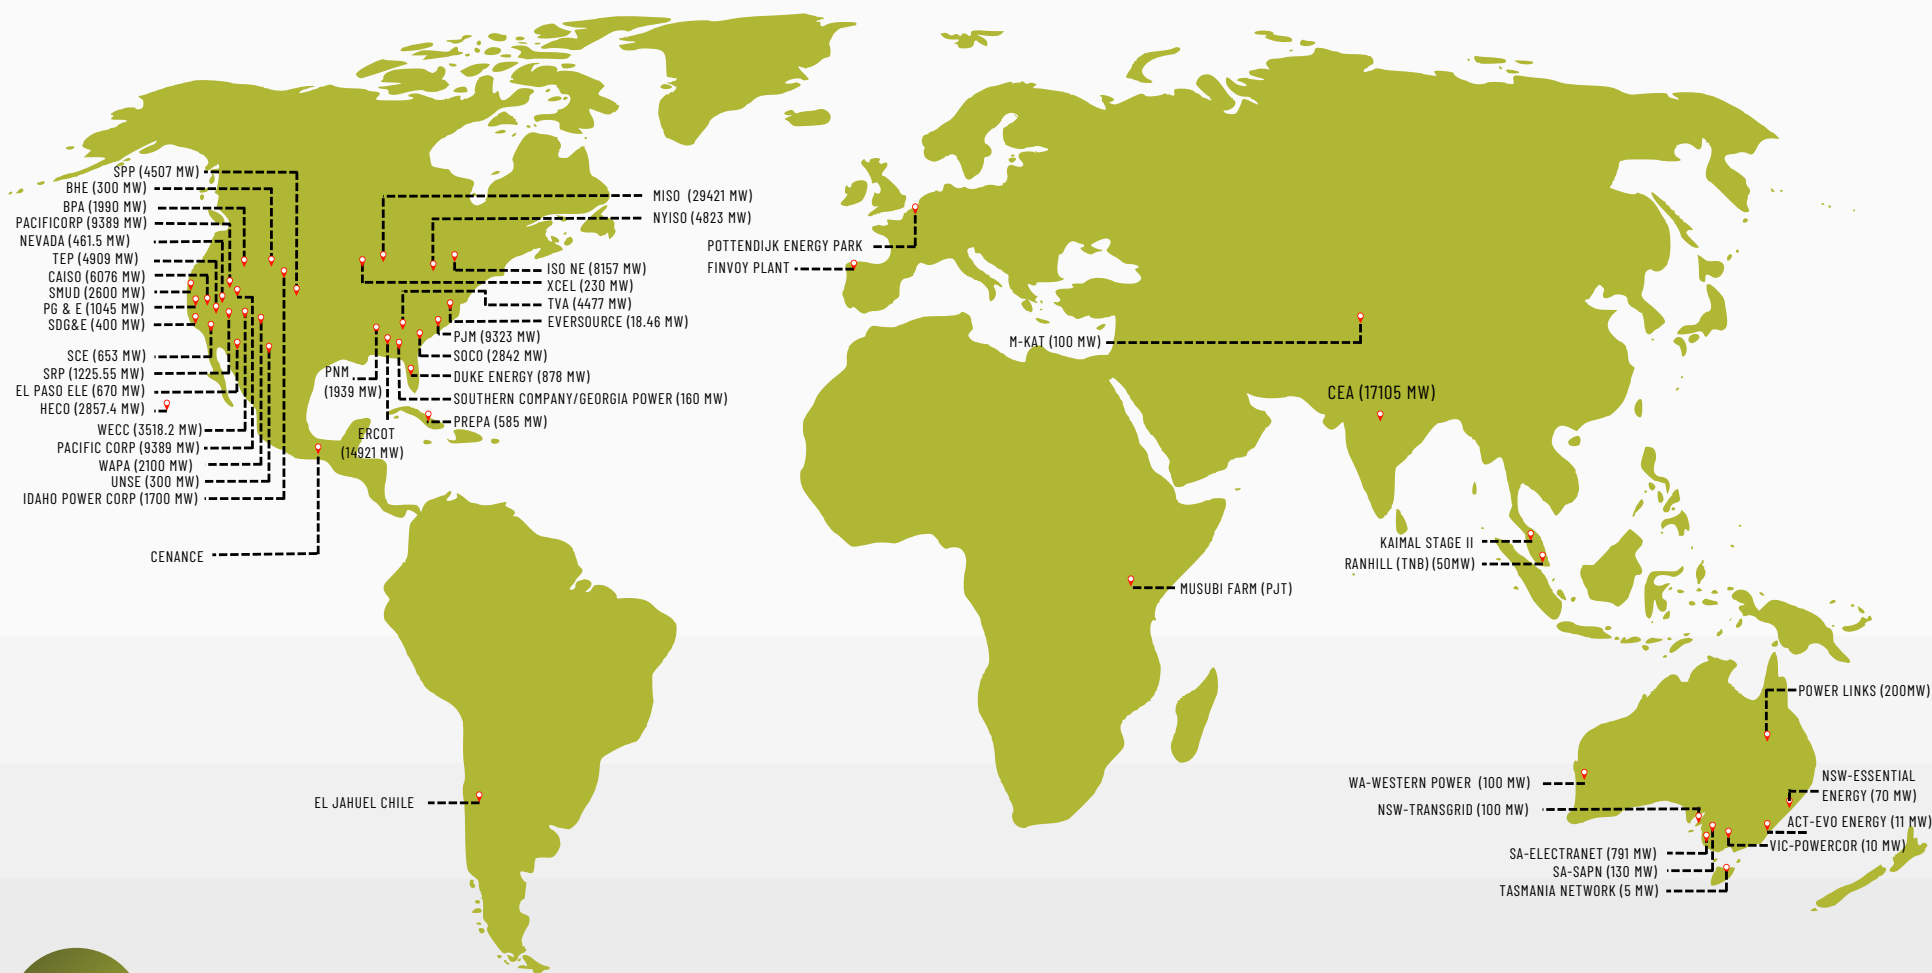 SPP (4507 MW)
BHE (300 MW)
BPA (1990 MW)
PACIFICORP (9389 MW)
NEVADA (461.5 MW)
TEP (4909 MW)
CAISO (6076 MW)
SMUD (2600 MW)
PG & E (1045 MW)
SDG&E (400 MW)
SCE (653 MW)
SRP (1225.55 MW)
EL PASO ELE (670 MW)
HECO (2857.4 MW)
WECC (3518.2 MW)
PACIFIC CORP (9389 MW)
WAPA (2100 MW)
UNSE (300 MW)
IDAHO POWER CORP (1700 MW)
CENANCE
MISO (29421 MW)
NYISO (4823 MW)
ISO NE (8157 MW)
XCEL (230 MW)
TVA (4477 MW)
EVERSOURCE (18.46 MW)
PJM (9323 MW)
SOCO (2842 MW)
DUKE ENERGY (878 MW)
SOUTHERN COMPANY/GEORGIA POWER (160 MW)
PREPA (585 MW)
PNM
(1939 MW)
ERCOT
(14921 MW)
EL JAHUEL CHILE
POTTENDIJK ENERGY PARK
FINVOY PLANT
M-KAT (100 MW)
CEA (17105 MW)
MUSUBI FARM (PJT)
KAIMAL STAGE II
RANHILL (TNB) (50MW)
POWER LINKS (200MW)
WA-WESTERN POWER (100 MW)
NSW-TRANSGRID (100 MW)
NSW-ESSENTIAL
ENERGY (70 MW)
ACT-EVO ENERGY (11 MW)
VIC-POWERCOR (10 MW)
SA-ELECTRANET (791 MW)
SA-SAPN (130 MW)
TASMANIA NETWORK (5 MW)